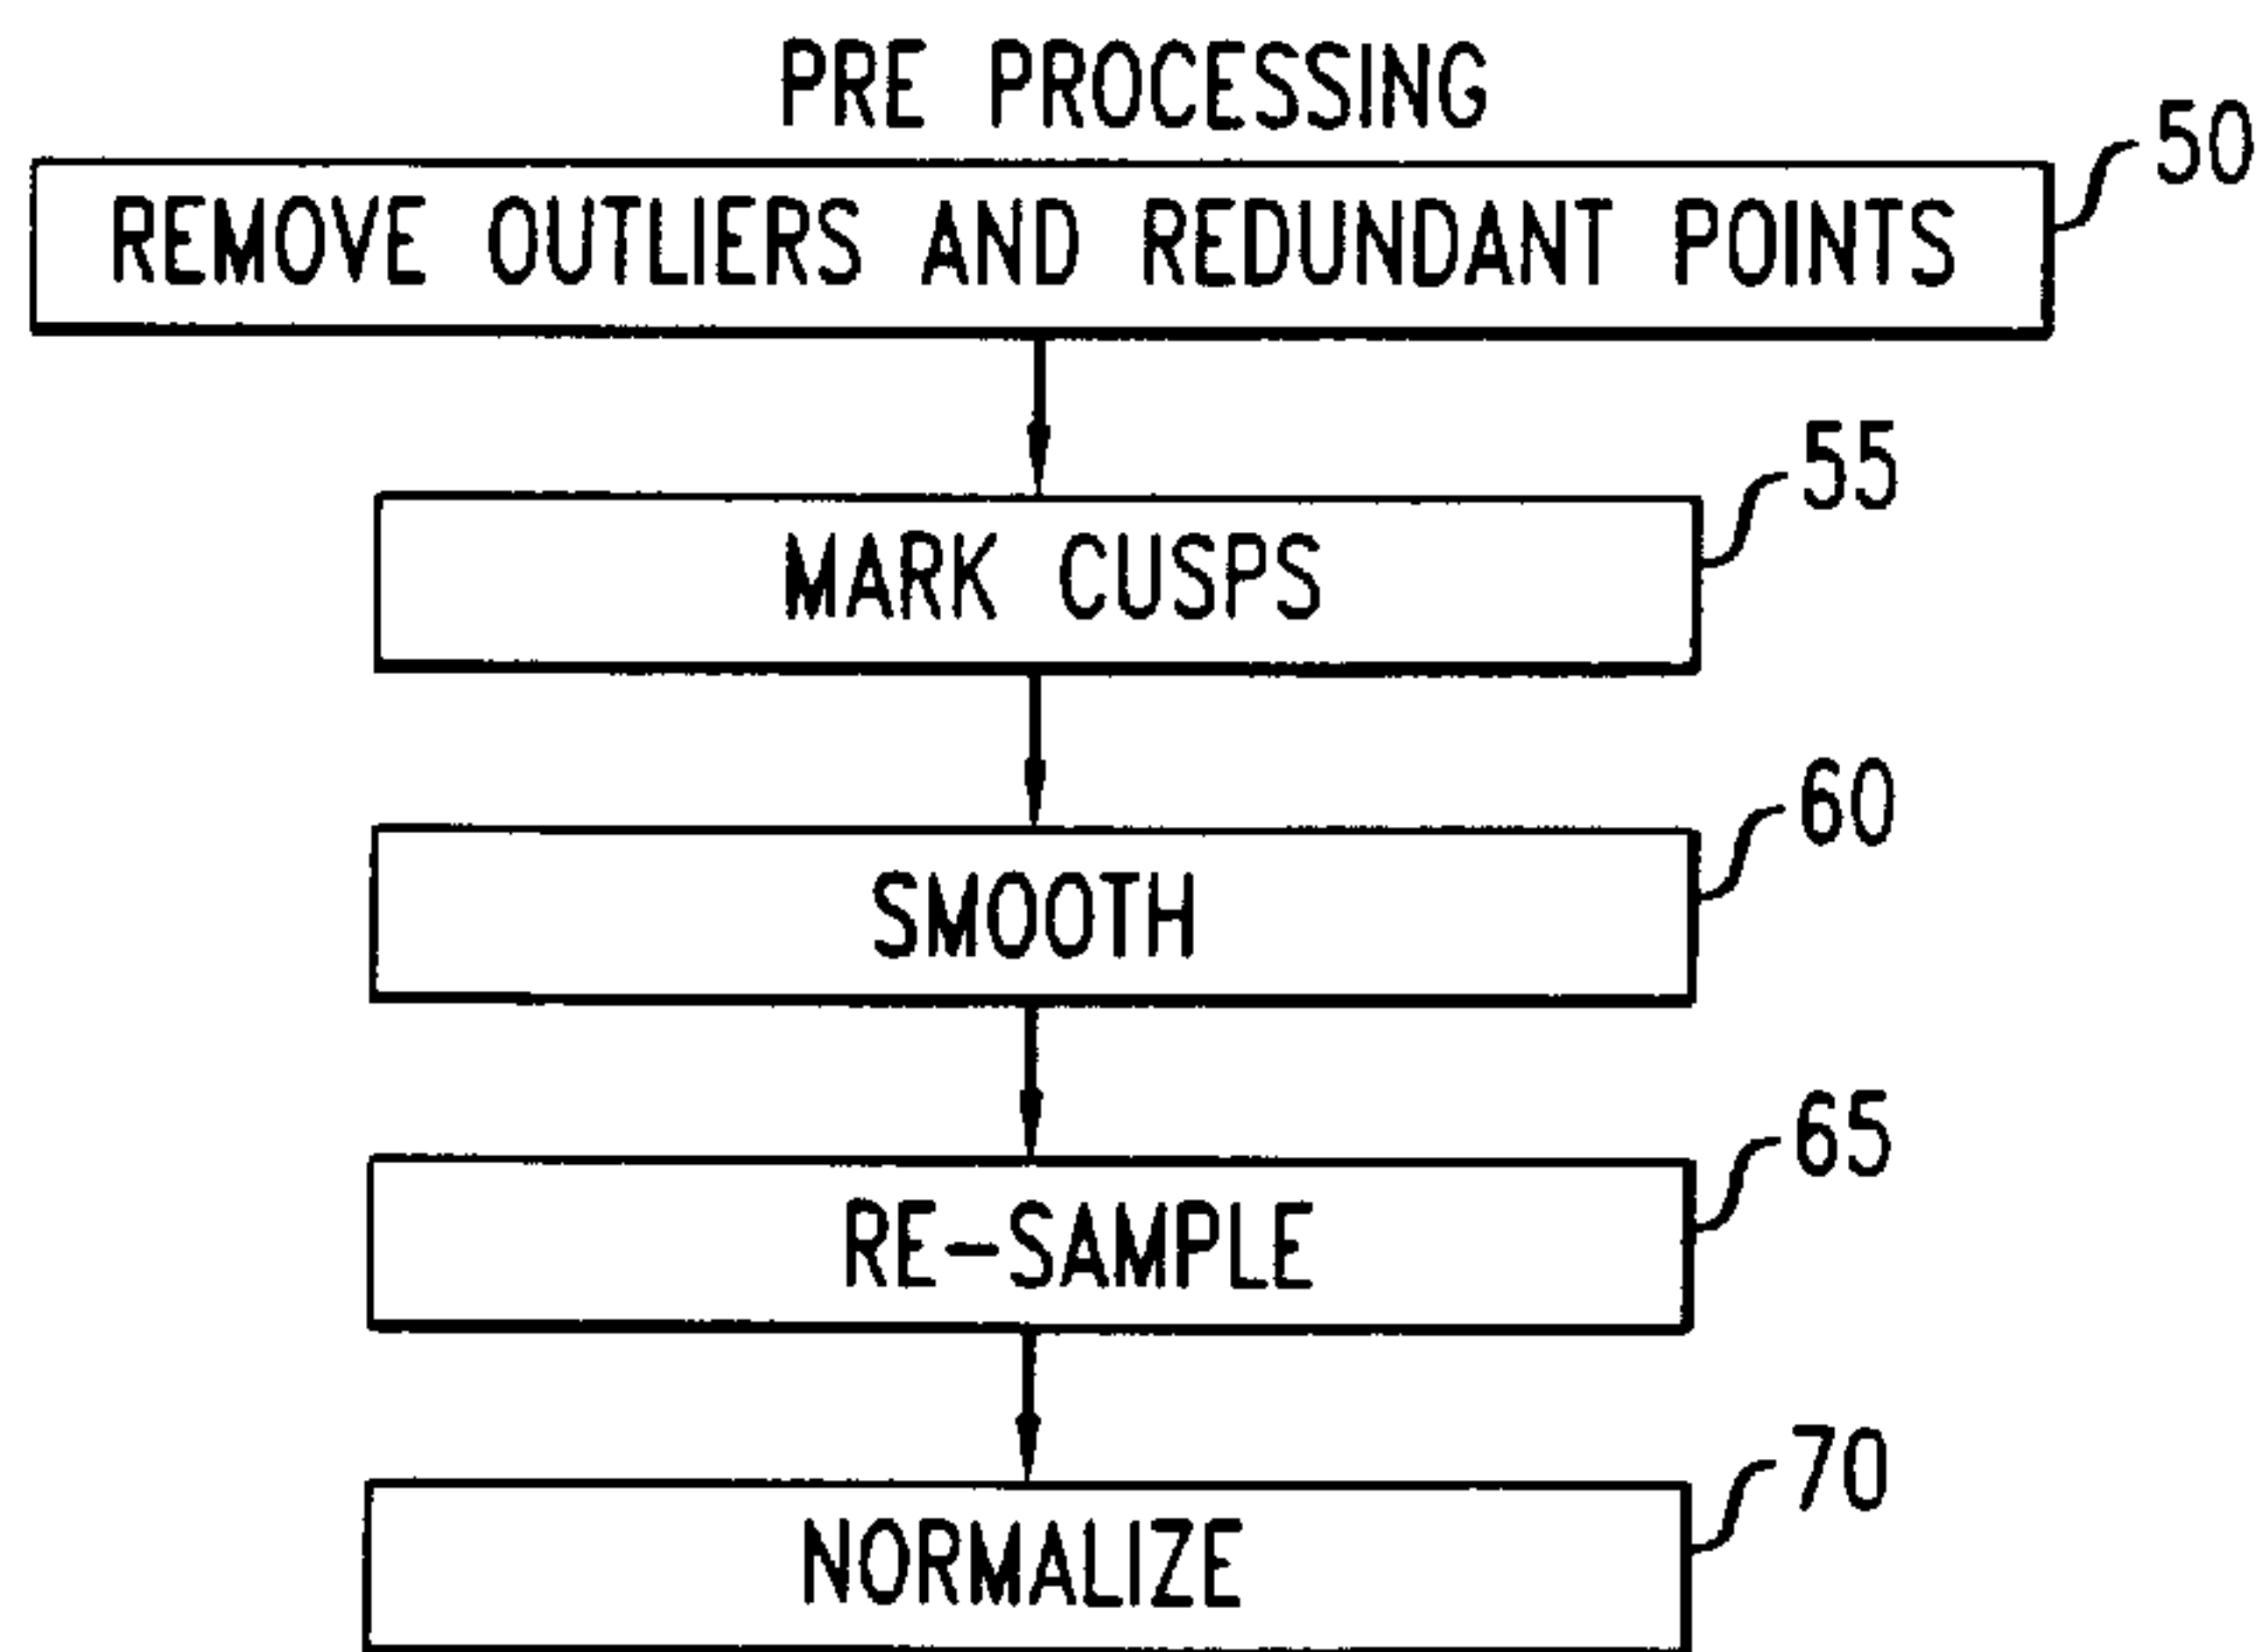 PRE PROCESSING
50
REMOVE OUTLIERS AND REDUNDANT POINTS
55
MARK CUSPS
60
SMOOTH
65
RE-SAMPLE
70
NORMALIZE